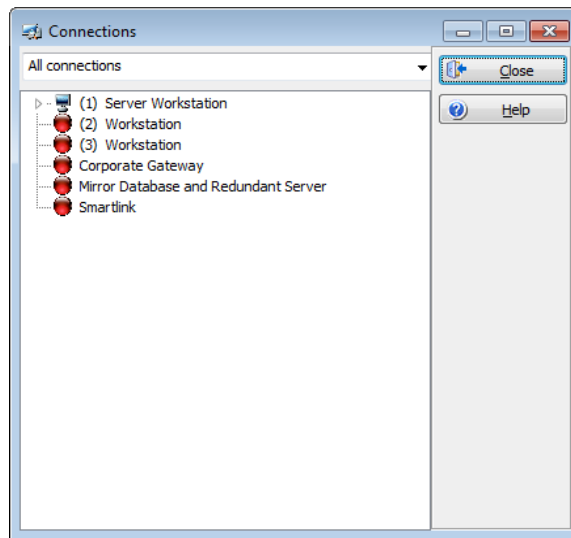 Connections
All connections
Close
(1) Server Workstation
Help
(2) Workstation
(3) Workstation
Corporate Gateway
Mirror Database and Redundant Server
Smartlink